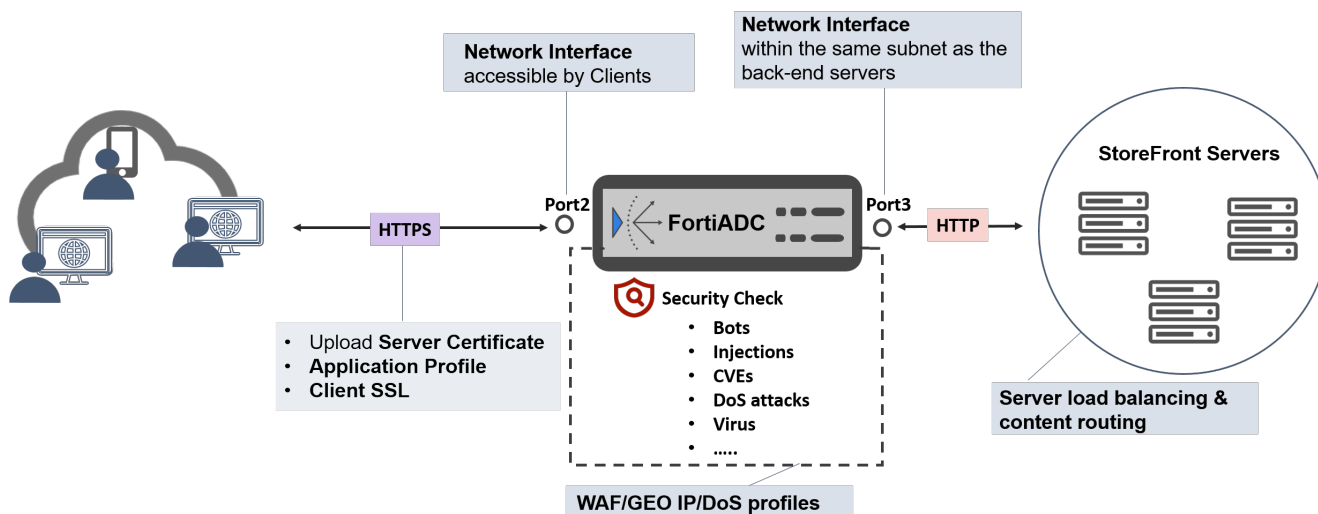 Network Interface
accessible by Clients
Network Interface
within the same subnet as the
back-end servers
StoreFront Servers
Port2
FortiADC
Port3
HTTPS
HTTP
Security Check
• Bots
• Injections
• CVEs
• DoS attacks
• Virus
• .....
• Upload Server Certificate
• Application Profile
• Client SSL
Server load balancing &
content routing
WAF/GEO IP/DoS profiles